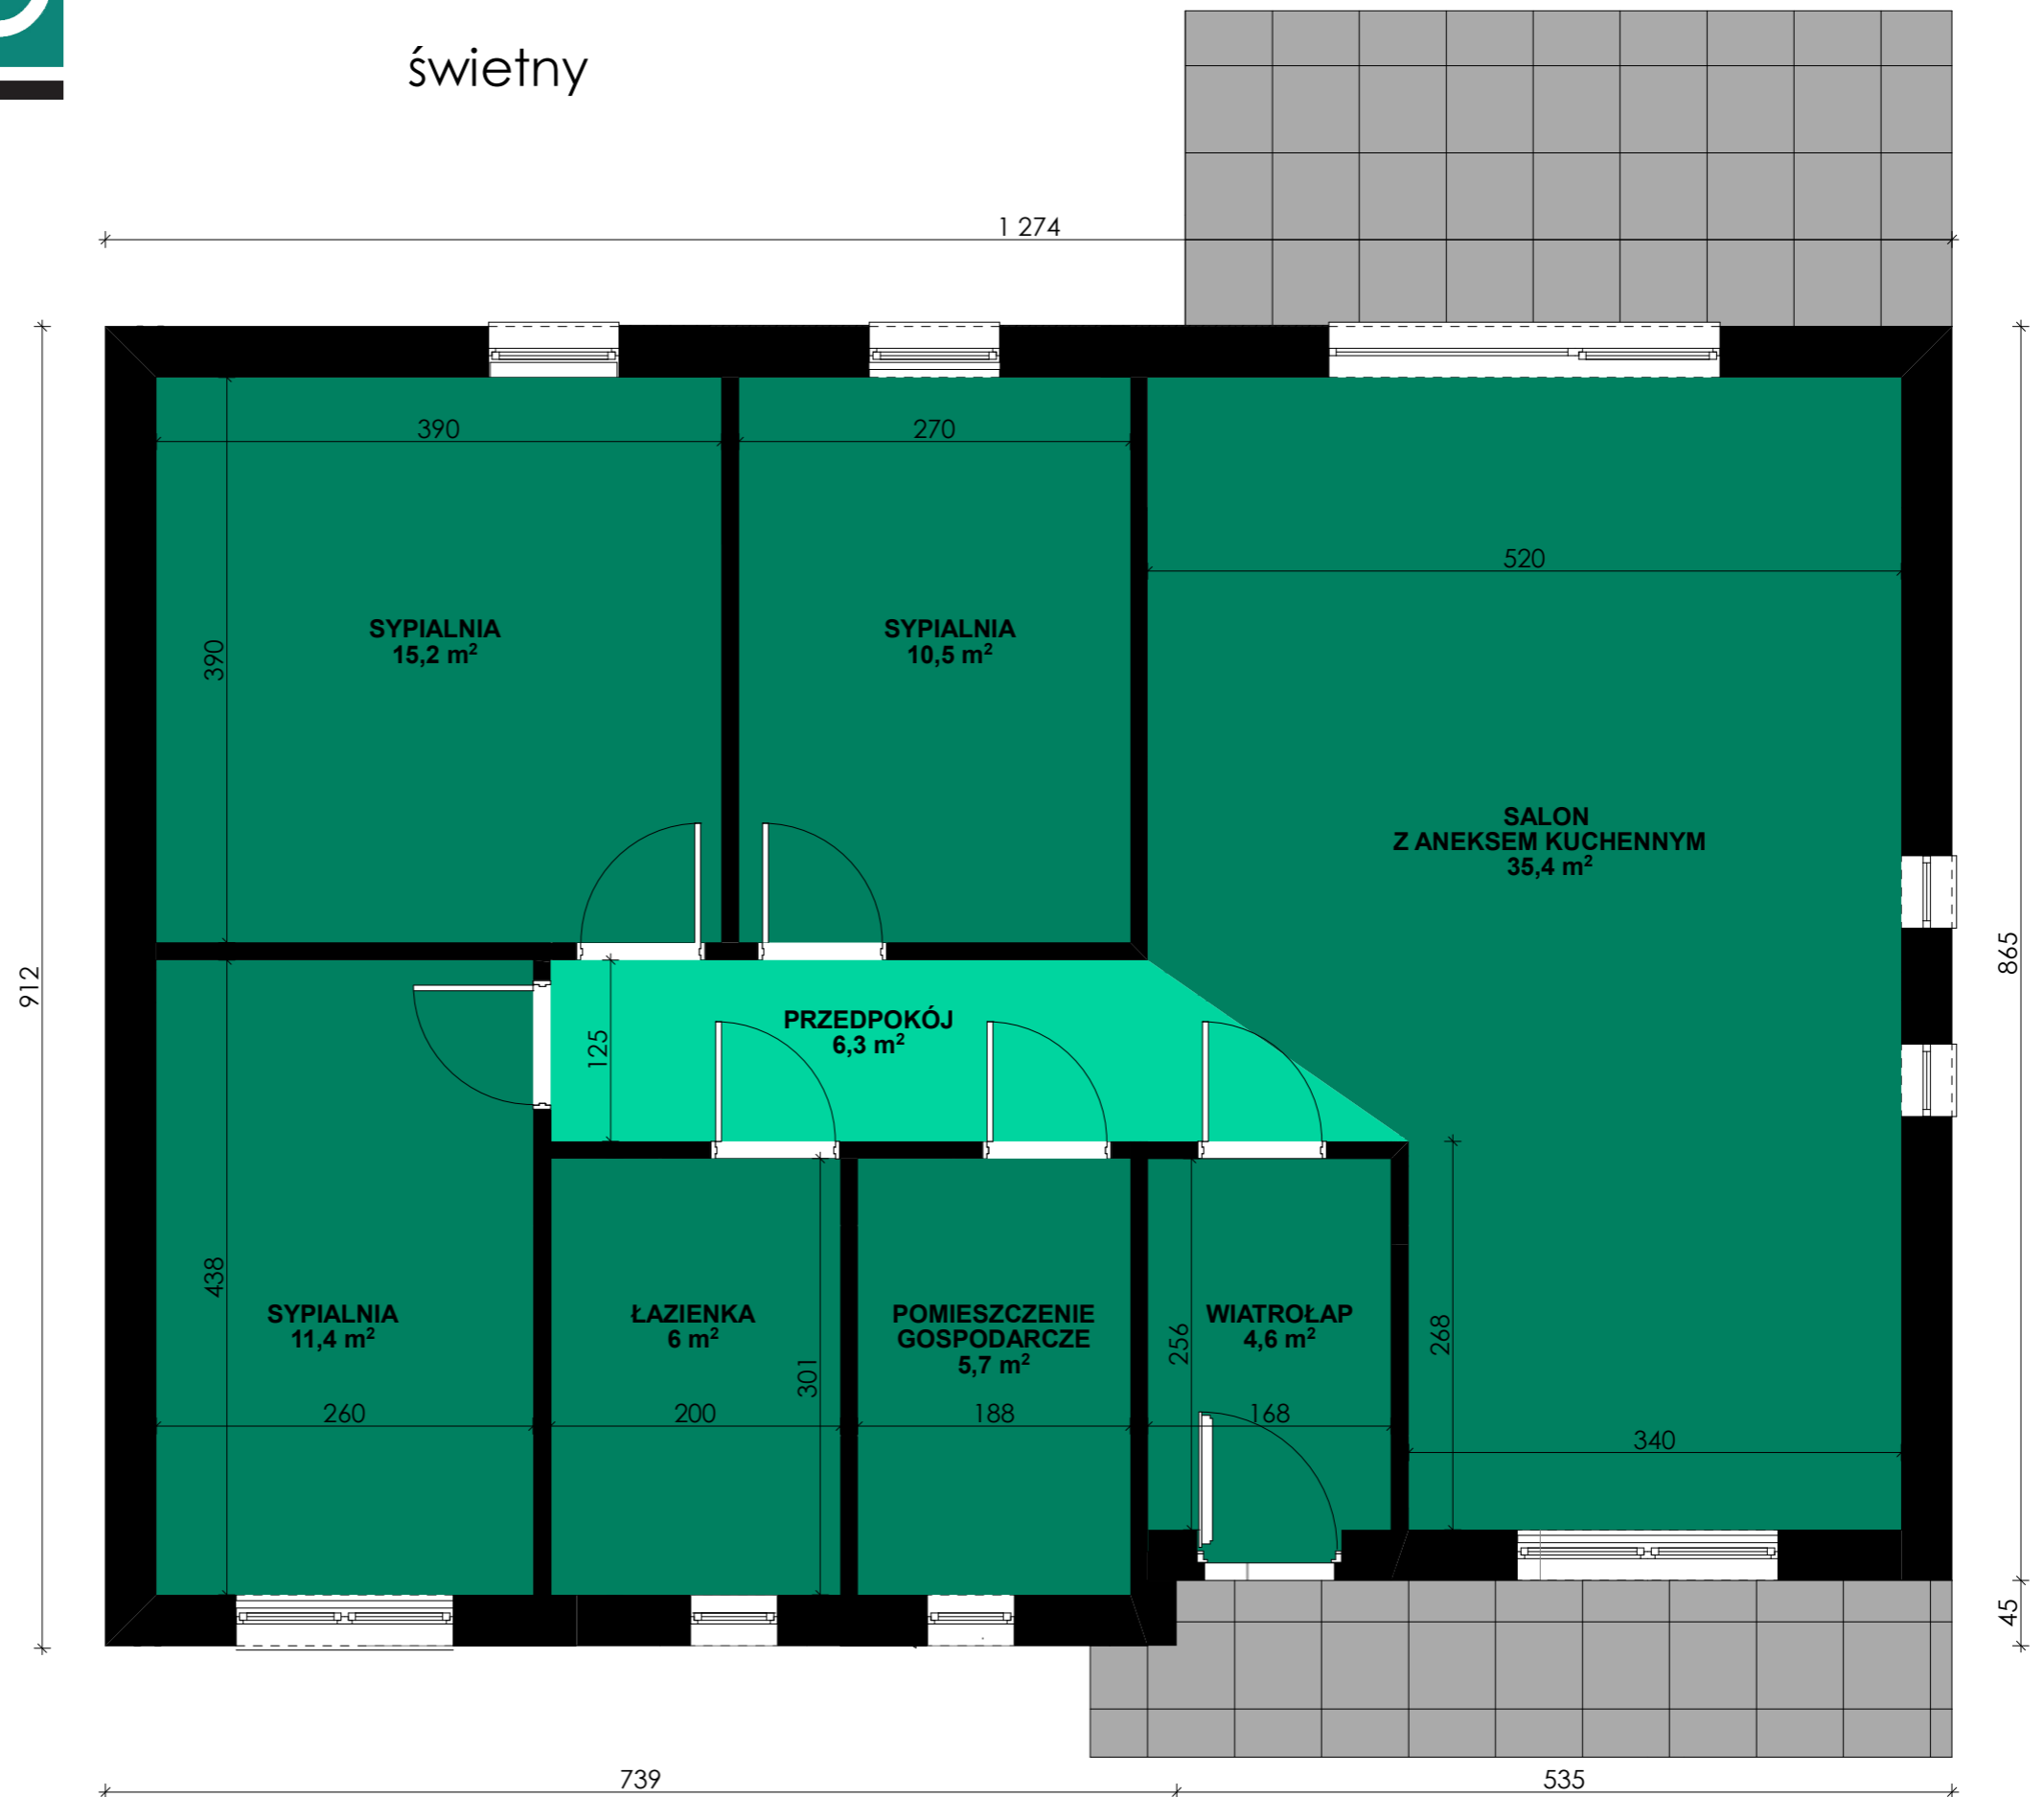 świetny
1 274
390
270
520
SYPIALNIA
15,2 m²
SYPIALNIA
10,5 m²
390
SALON
Z ANEKSEM KUCHENNYM
35,4 m²
912
865
PRZEDPOKÓJ
6,3 m²
125
438
SYPIALNIA
11,4 m²
ŁAZIENKA
6 m²
301
POMIESZCZENIE
GOSPODARCZE
5,7 m²
256
WIATROŁAP
4,6 m²
268
260
200
188
168
340
45
739
535